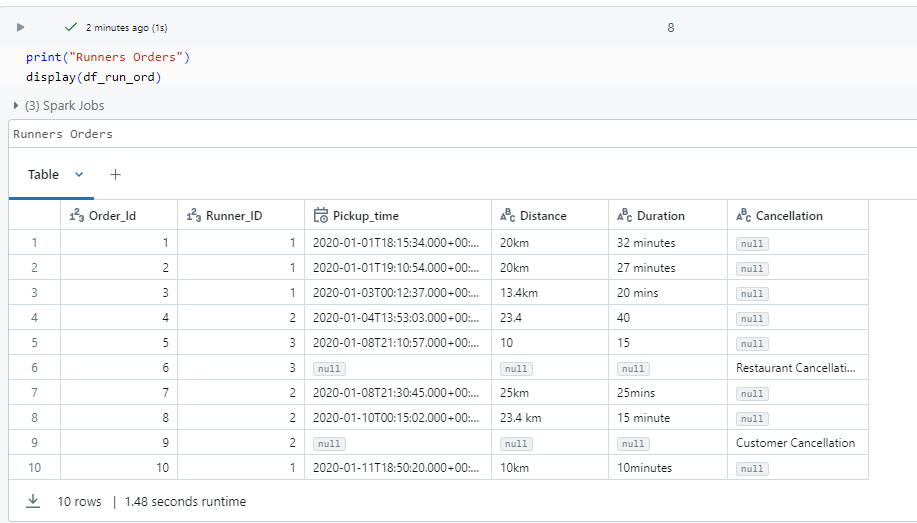 2 minutes ago (1s) 8
print("Runners Orders")
display(df_run_ord)
(3) Spark Jobs
Runners Orders
Table +
Order_Id Runner_ID Pickup_time Distance Duration Cancellation
1 1 1 2020-01-01T18:15:34.000+00:... 20km 32 minutes null
2 2 1 2020-01-01T19:10:54.000+00:... 20km 27 minutes null
3 3 1 2020-01-03T00:12:37.000+00:... 13.4km 20 mins null
4 4 2 2020-01-04T13:53:03.000+00:... 23.4 40 null
5 5 3 2020-01-08T21:10:57.000+00:... 10 15 null
6 6 3 null null null Restaurant Cancellati...
7 7 2 2020-01-08T21:30:45.000+00:... 25km 25mins null
8 8 2 2020-01-10T00:15:02.000+00:... 23.4 km 15 minute null
9 9 2 null null null Customer Cancellation
10 10 1 2020-01-11T18:50:20.000+00:... 10km 10minutes null
10 rows | 1.48 seconds runtime